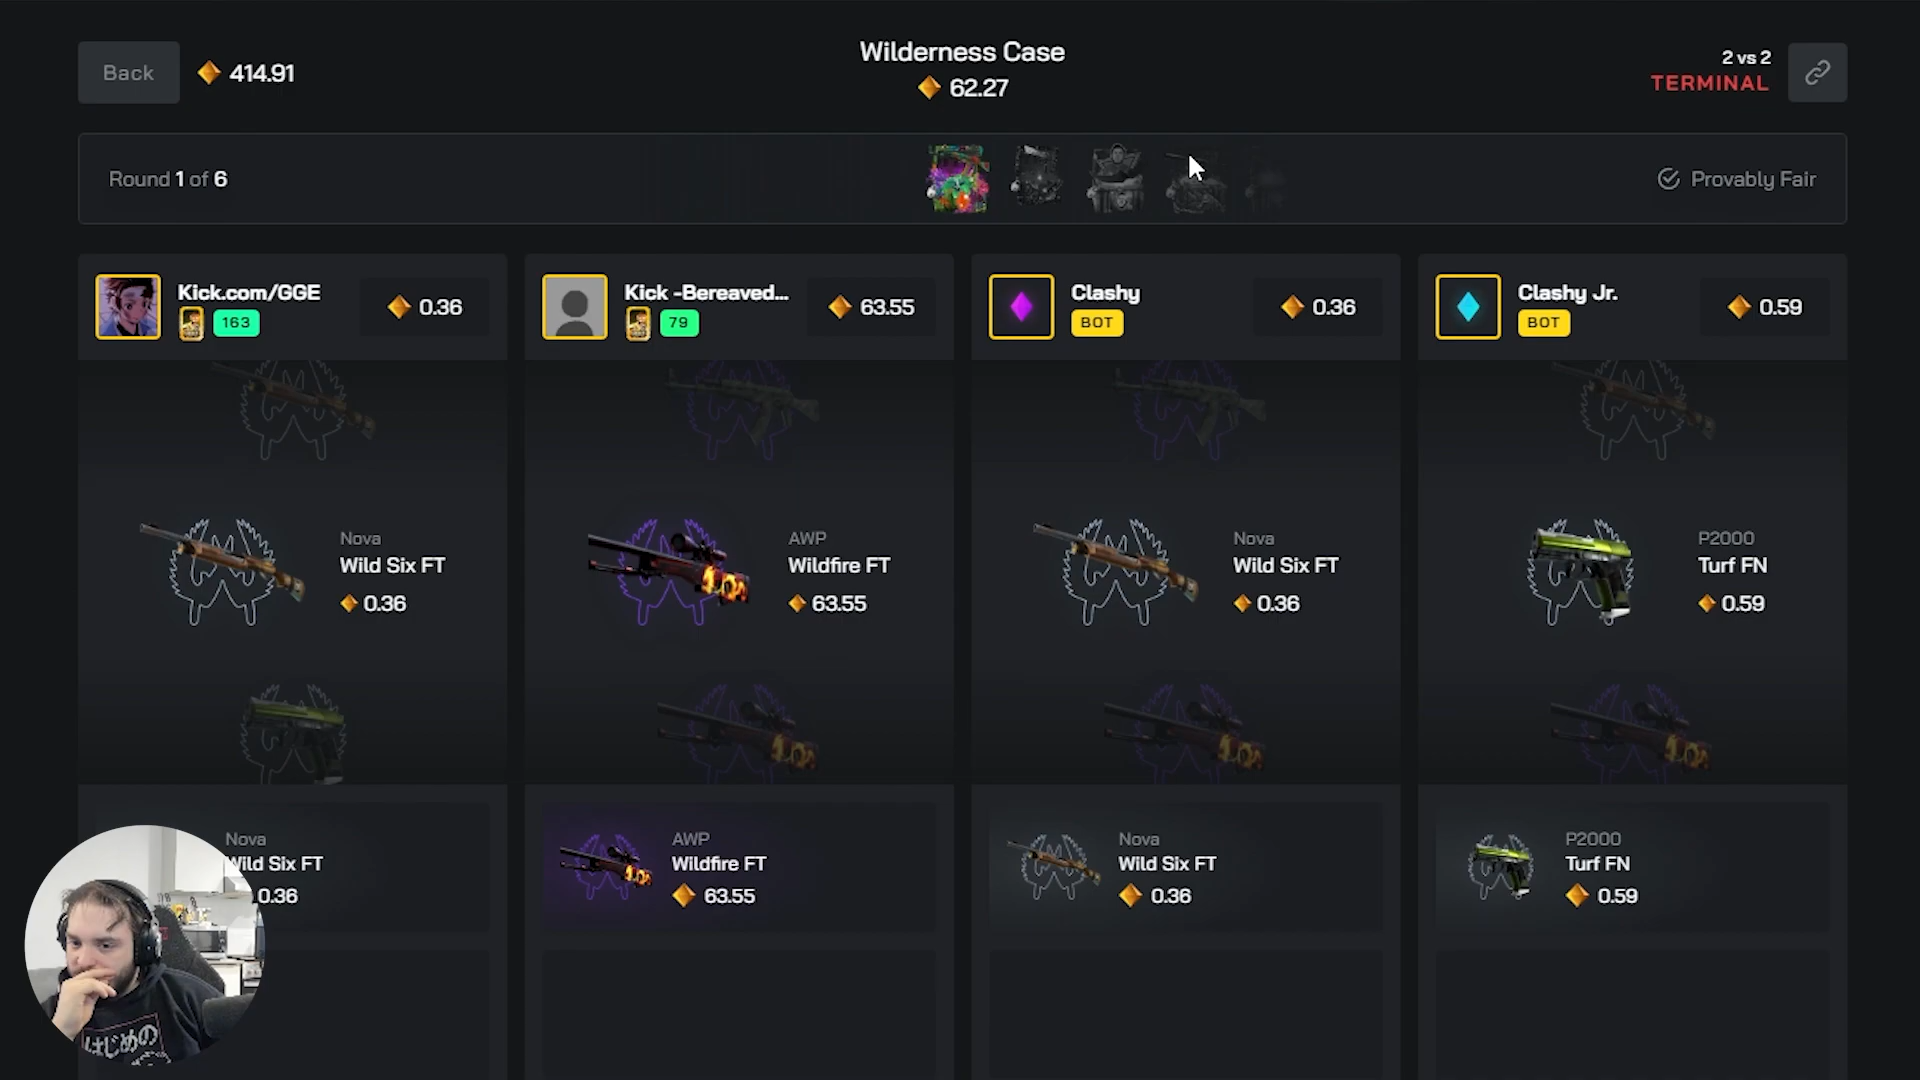 Back
414.91
Wilderness Case
62.27
2 vs 2
TERMINAL
Round 1 of 6
Provably Fair
Kick.com/GGE
163
0.36
Kick -Bereaved...
79
63.55
Clashy
BOT
0.36
Clashy Jr.
BOT
0.59
Nova
Wild Six FT
0.36
AWP
Wildfire FT
63.55
Nova
Wild Six FT
0.36
P2000
Turf FN
0.59
Nova
Wild Six FT
0.36
AWP
Wildfire FT
63.55
Nova
Wild Six FT
0.36
P2000
Turf FN
0.59
はじめの